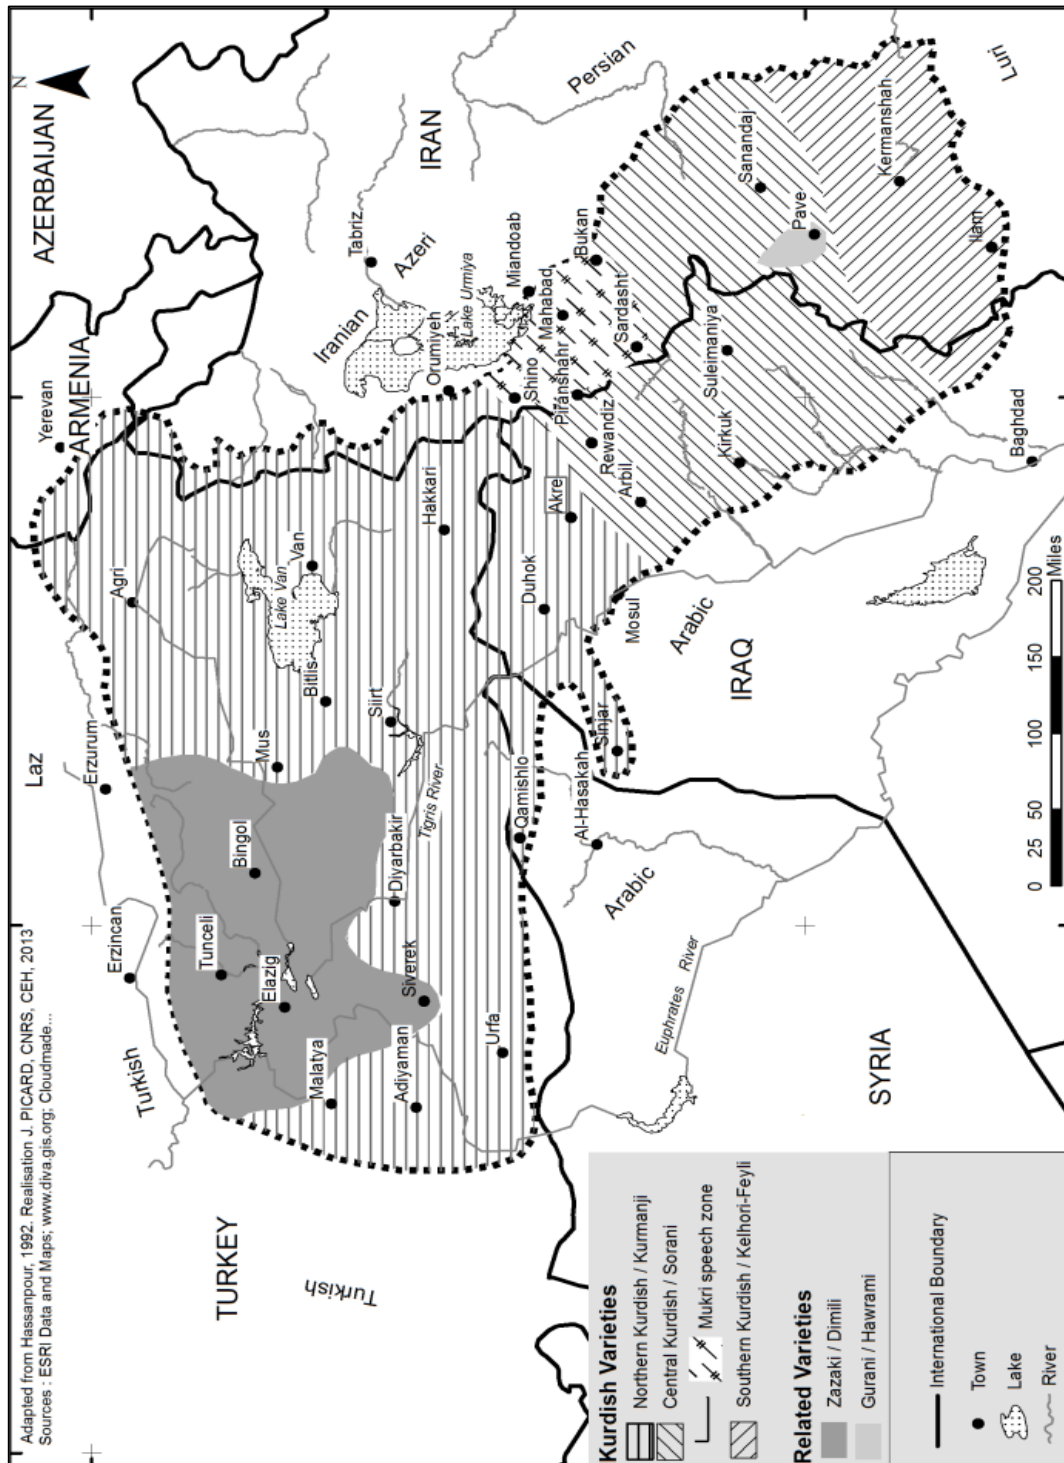 Adapted from Hassanpour, 1992. Realisation J. PICARD, CNRS, CEH, 2013
Sources : ESRI Data and Maps; www.diva.gis.org; Cloudmade...
N
AZERBAIJAN
ARMENIA
Yerevan
Laz
Erzurum
Erzincan
Turkish
TURKEY
Turkish
Agri
Tunceli
Bingol
Mus
Elazig
Lake Van
Van
Bitlis
Malatya
Siirt
Hakkari
Adiyaman
Siverek
Diyarbakir
Tigris River
Urfa
Qamishlo
Tabriz
Iranian
Azeri
IRAN
Persian
Orumiyeh
Lake Urmiya
Miandoab
Shino
Mahabad
Bukan
Piranshahr
Sardasht
Rewandiz
Akre
Duhok
Arbil
Mosul
Sinjar
Al-Hasakah
Arabic
Arabic
IRAQ
Kirkuk
Suleimaniya
Sanandaj
Pave
Kermanshah
Ilam
Luri
Baghdad
Euphrates River
SYRIA
0 25 50 100 150 200
Miles
Kurdish Varieties
Northern Kurdish / Kurmanji
Central Kurdish / Sorani
Mukri speech zone
Southern Kurdish / Kelhori-Feyli
Related Varieties
Zazaki / Dimili
Gurani / Hawrami
International Boundary
Town
Lake
River